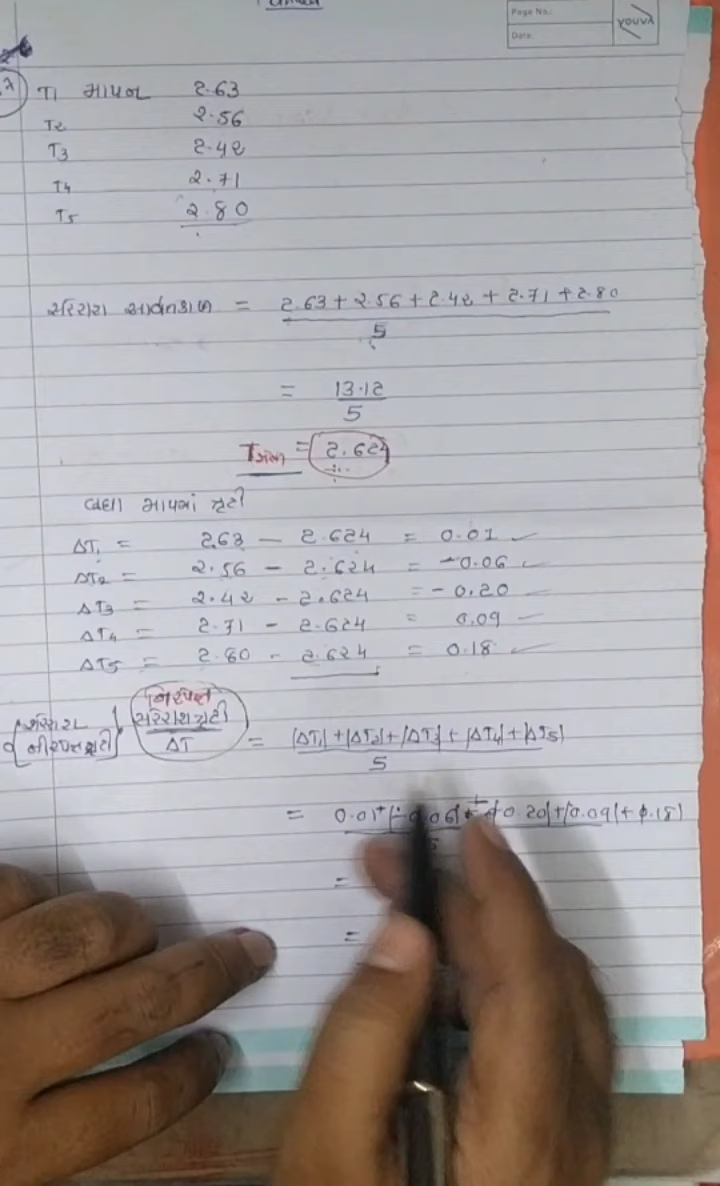 Page No.:
Date:
youva
T1 માપન 2.63
T2 2.56
T3 2.42
T4 2.71
T5 2.80
સરેરાશ આર્વતકાળ = 2.63 + 2.56 + 2.42 + 2.71 + 2.80
5
= 13.12
5
= 2.624
બધા માપનાં ત્રુટી
ΔT1 = 2.63 – 2.624 = 0.01
ΔT2 = 2.56 – 2.624 = -0.06
ΔT3 = 2.42 - 2.624 = - 0.20
ΔT4 = 2.71 - 2.624 = 0.09
ΔT5 = 2.80 - 2.624 = 0.18
નિરપેક્ષ
સરેરાશ ત્રુટી
ΔT = |ΔT1| + |ΔT2| + |ΔT3| + |ΔT4| + |ΔT5|
5
= 0.01 + 0.20| + |0.09| + 0.18|
=
=